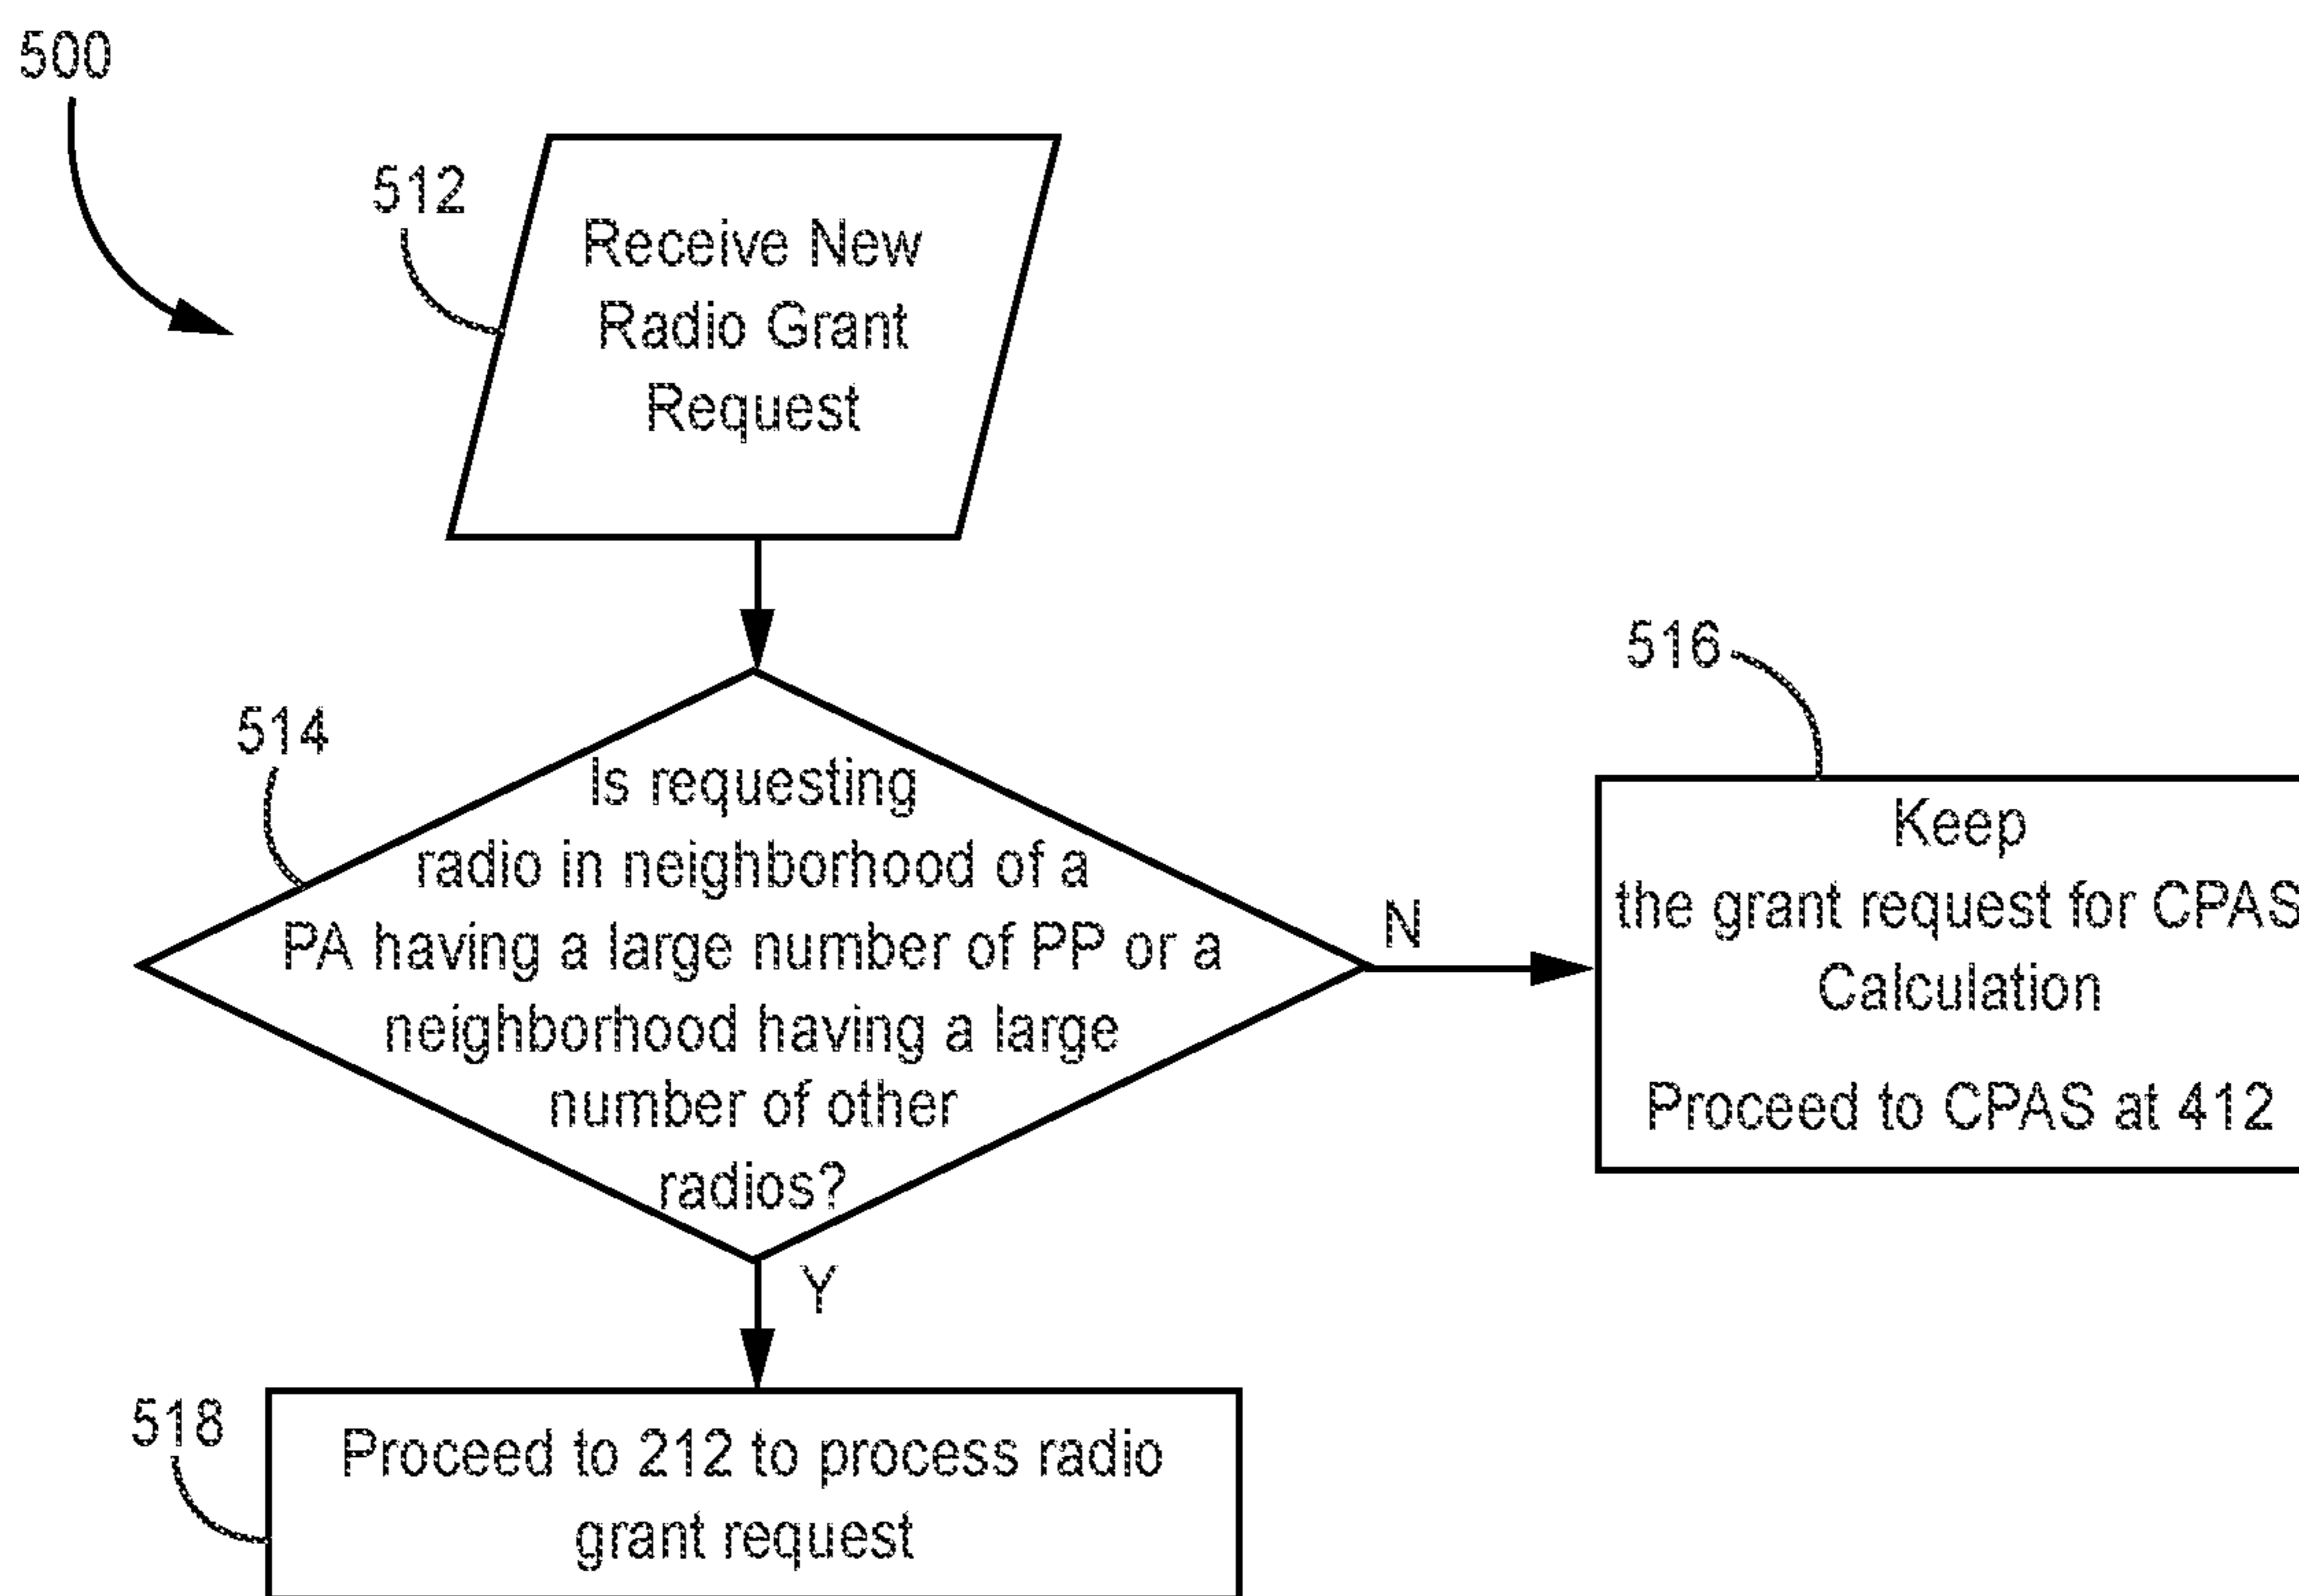 500
512
Receive New
Radio Grant
Request
514
Is requesting
radio in neighborhood of a
PA having a large number of PP or a
neighborhood having a large
number of other
radios?
N
516
Keep
the grant request for CPAS
Calculation
Proceed to CPAS at 412
Y
518
Proceed to 212 to process radio
grant request